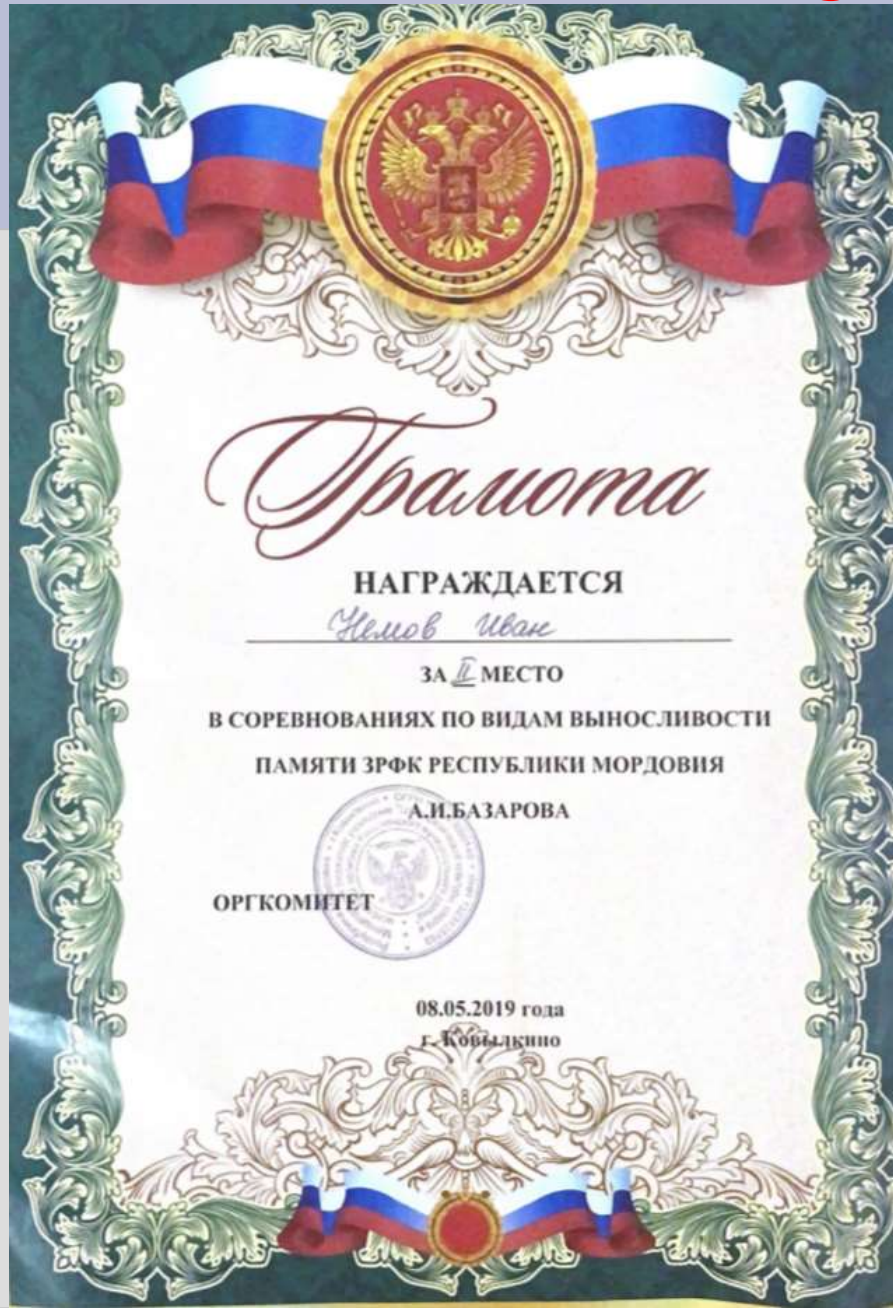 Грамота
НАГРАЖДАЕТСЯ
Немов Иван
ЗА II МЕСТО
В СОРЕВНОВАНИЯХ ПО ВИДАМ ВЫНОСЛИВОСТИ
ПАМЯТИ ЗРФК РЕСПУБЛИКИ МОРДОВИЯ
А.И.БАЗАРОВА
ОРГКОМИТЕТ
08.05.2019 года
г. Ковылкино